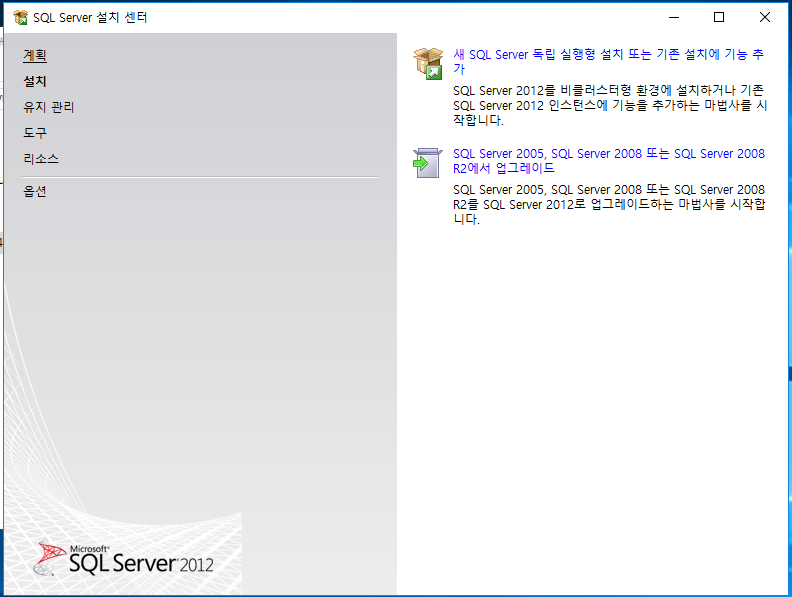 SQL Server 설치 센터
계획
설치
유지 관리
도구
리소스
옵션
새 SQL Server 독립 실행형 설치 또는 기존 설치에 기능 추
가
SQL Server 2012를 비클러스터형 환경에 설치하거나 기존
SQL Server 2012 인스턴스에 기능을 추가하는 마법사를 시
작합니다.
SQL Server 2005, SQL Server 2008 또는 SQL Server 2008
R2에서 업그레이드
SQL Server 2005, SQL Server 2008 또는 SQL Server 2008
R2를 SQL Server 2012로 업그레이드하는 마법사를 시작합
니다.
Microsoft®
SQL Server 2012